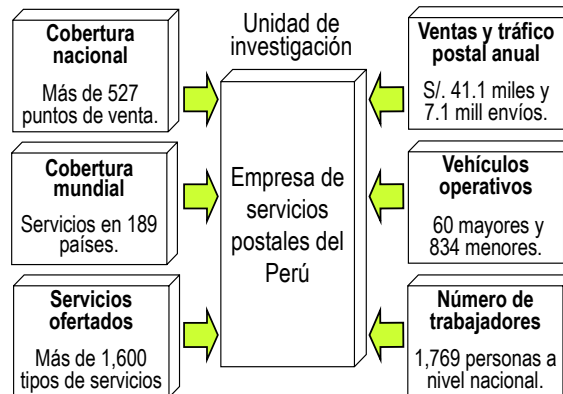 Unidad de
investigación
Cobertura
nacional
Más de 527
puntos de venta.
Cobertura
mundial
Servicios en 189
países.
Servicios
ofertados
Más de 1,600
tipos de servicios
Empresa de
servicios
postales del
Perú
Ventas y tráfico
postal anual
S/. 41.1 miles y
7.1 mill envíos.
Vehículos
operativos
60 mayores y
834 menores.
Número de
trabajadores
1,769 personas a
nivel nacional.